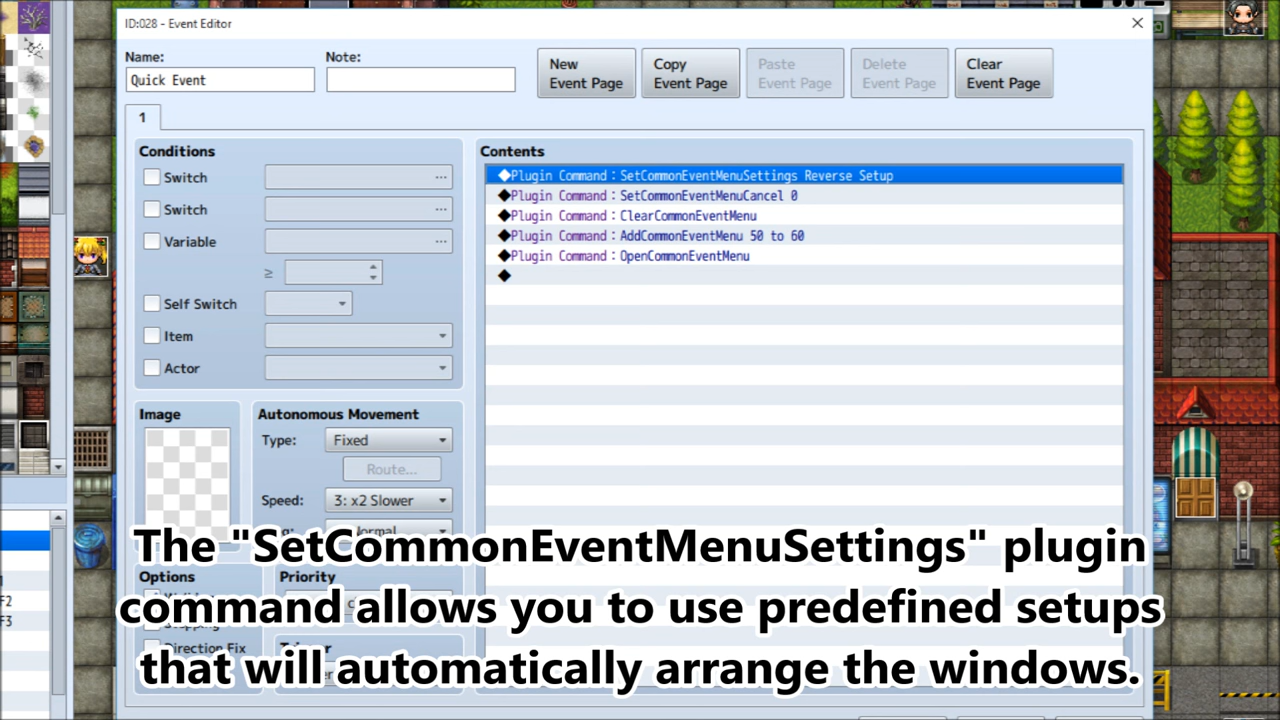 ID:028 - Event Editor
Name:
Note:
Quick Event
New
Event Page
Copy
Event Page
Paste
Event Page
Delete
Event Page
Clear
Event Page
1
Conditions
Switch
...
Switch
...
Variable
...
≥
Self Switch
Item
Actor
Image
Autonomous Movement
Type:
Fixed
Route...
Speed:
3: x2 Slower
Normal
Options
Priority
Direction Fix
Contents
◆Plugin Command：SetCommonEventMenuSettings Reverse Setup
◆Plugin Command：SetCommonEventMenuCancel 0
◆Plugin Command：ClearCommonEventMenu
◆Plugin Command：AddCommonEventMenu 50 to 60
◆Plugin Command：OpenCommonEventMenu
◆
F2
F3
The "SetCommonEventMenuSettings" plugin
command allows you to use predefined setups
that will automatically arrange the windows.